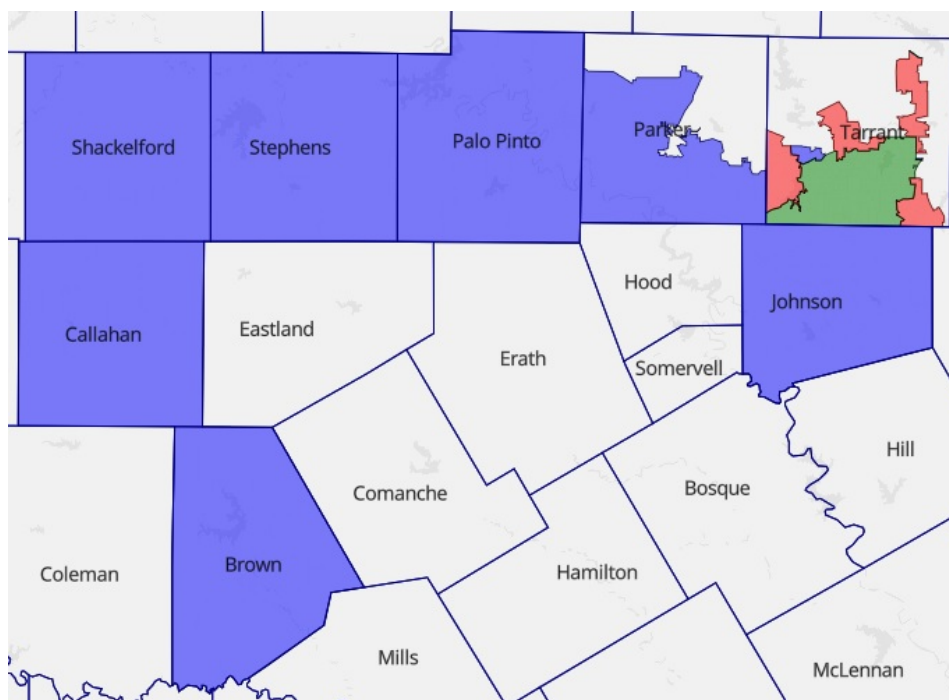 Parker
Tarrant
Palo Pinto
Shackelford
Stephens
Hood
Johnson
Eastland
Callahan
Erath
Somervell
Hill
Bosque
Comanche
Brown
Hamilton
Coleman
Mills
McLennan